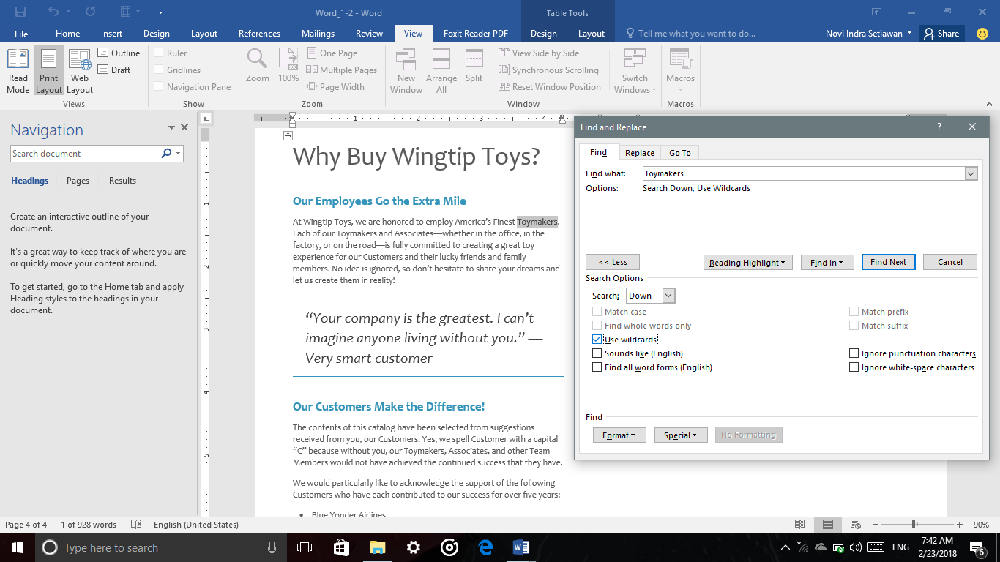 Word_1-2 - Word
Table Tools
File Home Insert Design Layout References Mailings Review View Foxit Reader PDF Design Layout Tell me what you want to do... Novi Indra Setiawan Share
Read Mode
Print Layout
Web Layout
Outline
Draft
Views
Ruler
Gridlines
Navigation Pane
Show
Zoom
100%
One Page
Multiple Pages
Page Width
Zoom
New Window
Arrange All
Split
View Side by Side
Synchronous Scrolling
Reset Window Position
Window
Switch Windows
Macros
Macros
Navigation
Search document
Headings Pages Results
Create an interactive outline of your
document.
It's a great way to keep track of where you are
or quickly move your content around.
To get started, go to the Home tab and apply
Heading styles to the headings in your
document.
L
1 2 3 4
1
2
3
4
5
Why Buy Wingtip Toys?
Our Employees Go the Extra Mile
At Wingtip Toys, we are honored to employ America’s Finest Toymakers.
Each of our Toymakers and Associates—whether in the office, in the
factory, or on the road—is fully committed to creating a great toy
experience for our Customers and their lucky friends and family
members. No idea is ignored, so don’t hesitate to share your dreams and
let us create them in reality!
“Your company is the greatest. I can’t
imagine anyone living without you.” —
Very smart customer
Our Customers Make the Difference!
The contents of this catalog have been selected from suggestions
received from you, our Customers. Yes, we spell Customer with a capital
“C” because without you, our Toymakers, Associates, and other Team
Members would not have achieved the continued success that they have.
We would particularly like to acknowledge the support of the following
Customers who have each contributed to our success for over five years:
• Blue Yonder Airlines
Find and Replace ?
Find Replace Go To
Find what: Toymakers
Options: Search Down, Use Wildcards
<< Less Reading Highlight Find In Find Next Cancel
Search Options
Search: Down
Match case
Find whole words only
Use wildcards
Sounds like (English)
Find all word forms (English)
Match prefix
Match suffix
Ignore punctuation characters
Ignore white-space characters
Find
Format Special No Formatting
Page 4 of 4 1 of 928 words English (United States) 90%
Type here to search
ENG
7:42 AM
2/23/2018
6